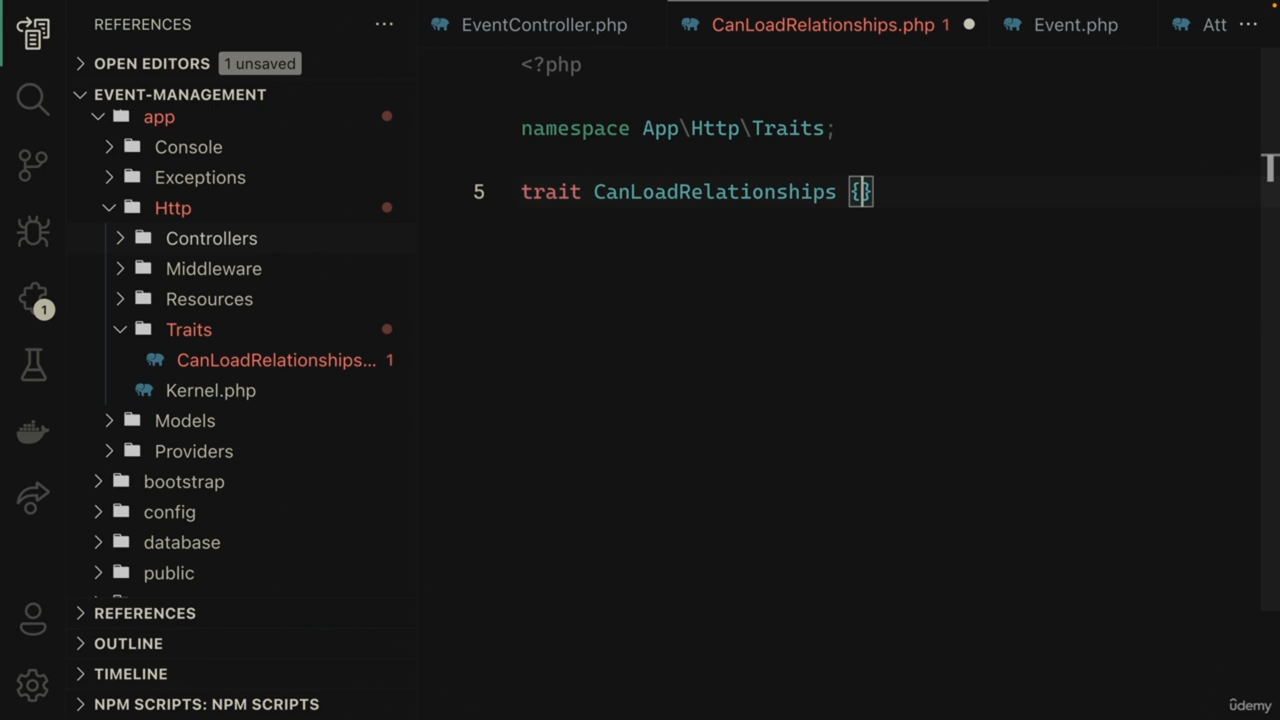 REFERENCES
OPEN EDITORS 1 unsaved
EVENT-MANAGEMENT
app
Console
Exceptions
Http
Controllers
Middleware
Resources
Traits
CanLoadRelationships... 1
Kernel.php
Models
Providers
bootstrap
config
database
public
REFERENCES
OUTLINE
TIMELINE
NPM SCRIPTS: NPM SCRIPTS
1
EventController.php
CanLoadRelationships.php 1
Event.php
Att
<?php
namespace App\Http\Traits;
5 trait CanLoadRelationships {}
T
ûdemy